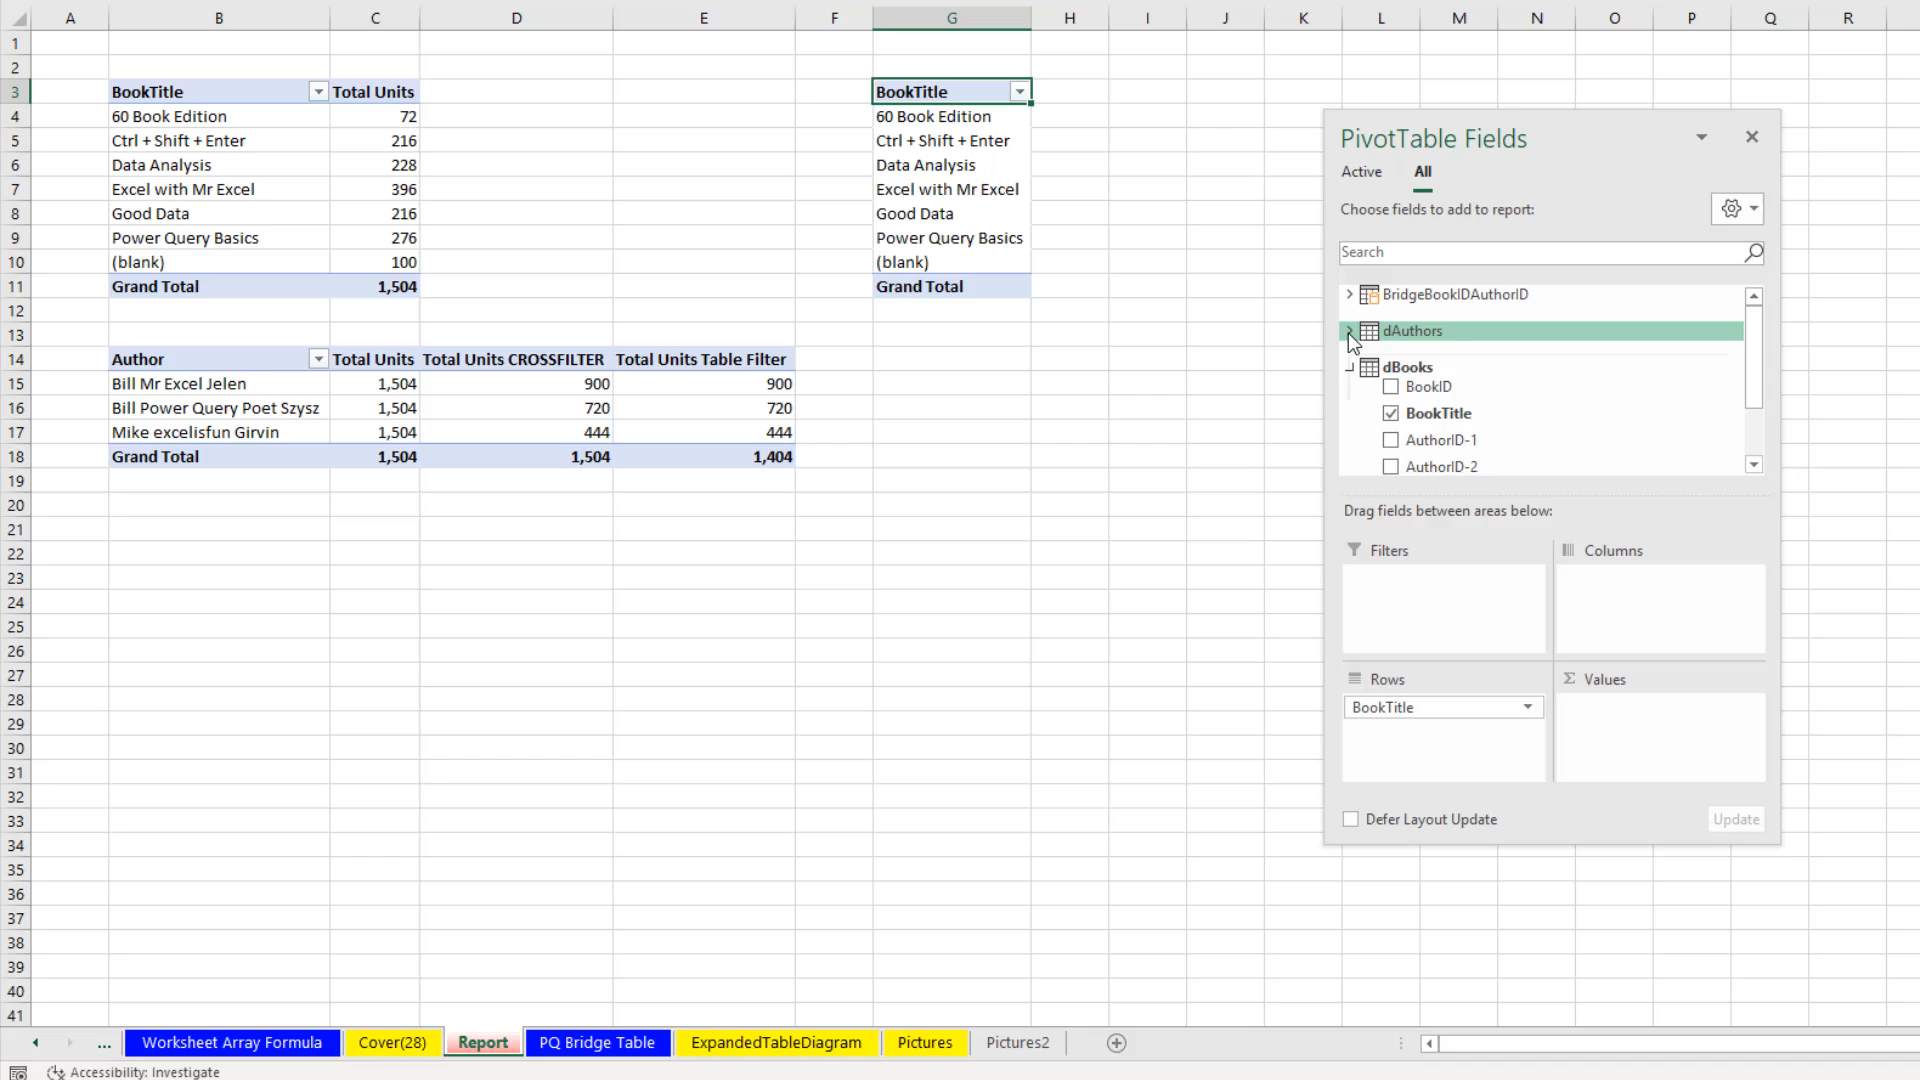 A B C D E F G H I J K L M N O P Q R
1
2
3 BookTitle Total Units BookTitle
4 60 Book Edition 72 60 Book Edition
5 Ctrl + Shift + Enter 216 Ctrl + Shift + Enter
6 Data Analysis 228 Data Analysis
7 Excel with Mr Excel 396 Excel with Mr Excel
8 Good Data 216 Good Data
9 Power Query Basics 276 Power Query Basics
10 (blank) 100 (blank)
11 Grand Total 1,504 Grand Total
12
13
14 Author Total Units Total Units CROSSFILTER Total Units Table Filter
15 Bill Mr Excel Jelen 1,504 900 900
16 Bill Power Query Poet Szysz 1,504 720 720
17 Mike excelisfun Girvin 1,504 444 444
18 Grand Total 1,504 1,504 1,404
19
20
21
22
23
24
25
26
27
28
29
30
31
32
33
34
35
36
37
38
39
40
41
PivotTable Fields
Active All
Choose fields to add to report:
Search
BridgeBookIDAuthorID
dAuthors
dBooks
BookID
BookTitle
AuthorID-1
AuthorID-2
Drag fields between areas below:
Filters Columns
Rows Σ Values
BookTitle
Defer Layout Update Update
... Worksheet Array Formula Cover(28) Report PQ Bridge Table ExpandedTableDiagram Pictures Pictures2
Accessibility: Investigate